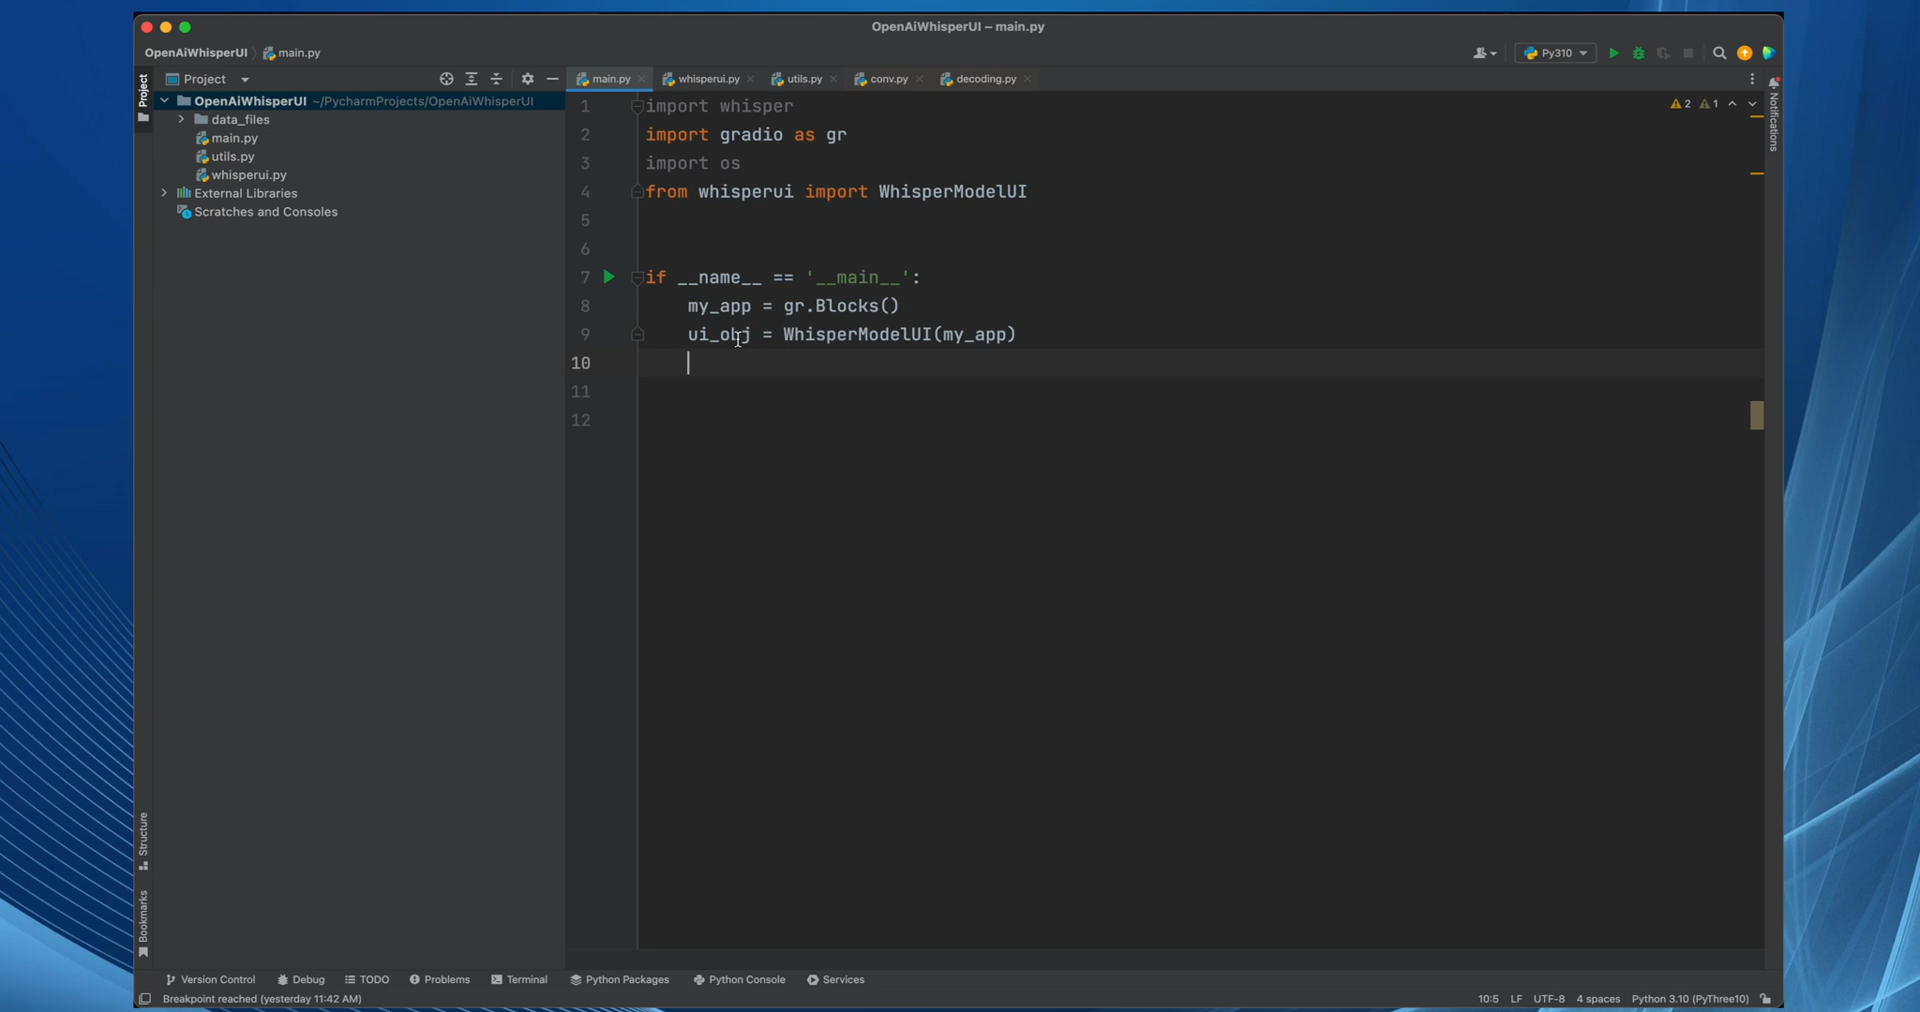 OpenAiWhisperUI – main.py
OpenAiWhisperUI main.py
Py310
Project
Project
main.py whisperui.py utils.py conv.py decoding.py
OpenAiWhisperUI ~/PycharmProjects/OpenAiWhisperUI
data_files
main.py
utils.py
whisperui.py
External Libraries
Scratches and Consoles
1 import whisper
2 import gradio as gr
3 import os
4 from whisperui import WhisperModelUI
5
6
7 if __name__ == '__main__':
8 my_app = gr.Blocks()
9 ui_obj = WhisperModelUI(my_app)
10
11
12
2 1
Notifications
Structure
Bookmarks
Version Control Debug TODO Problems Terminal Python Packages Python Console Services
Breakpoint reached (yesterday 11:42 AM)
10:5 LF UTF-8 4 spaces Python 3.10 (PyThree10)